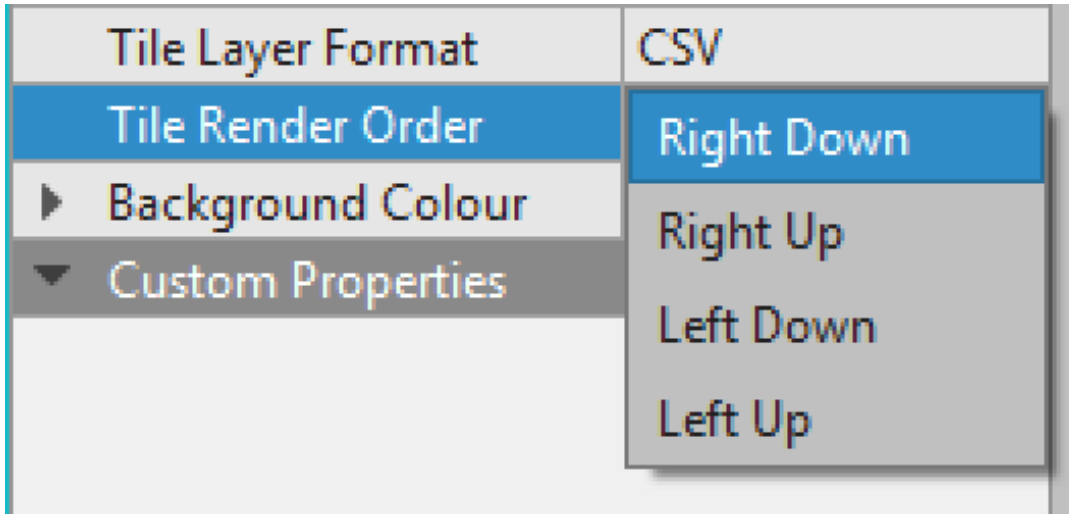 Tile Layer Format CSV
Tile Render Order Right Down
Background Colour
Right Up
Custom Properties
Left Down
Left Up